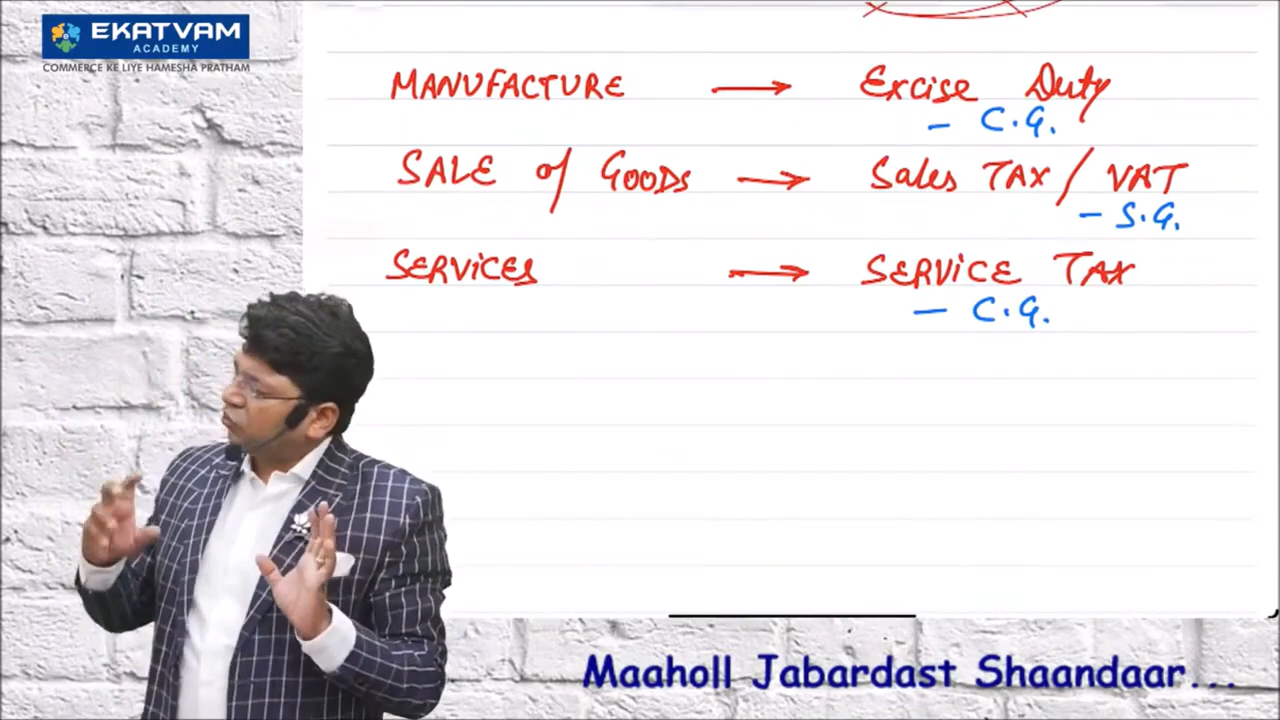 EKATVAM
ACADEMY
COMMERCE KE LIYE HAMESHA PRATHAM
MANUFACTURE → Excise Duty
- C.G.
SALE of GOODS → Sales TAX / VAT
- S.G.
SERVICES → SERVICE TAX
- C.G.
Maaholl Jabardast Shaandaar...